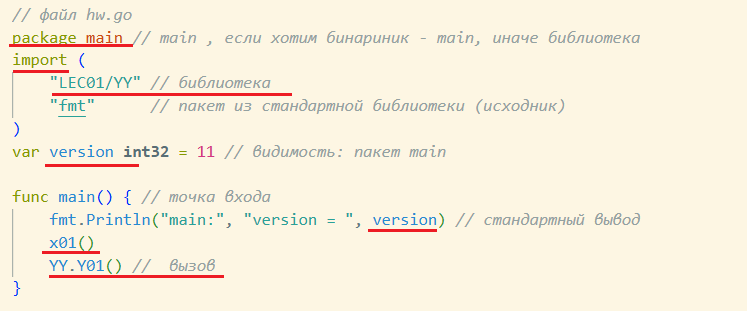 // файл hw.go
package main // main , если хотим бинариник - main, иначе библиотека
import (
"LEC01/YY" // библиотека
"fmt" // пакет из стандартной библиотеки (исходник)
)
var version int32 = 11 // видимость: пакет main
func main() { // точка входа
fmt.Println("main:", "version = ", version) // стандартный вывод
x01()
YY.Y01() // вызов
}